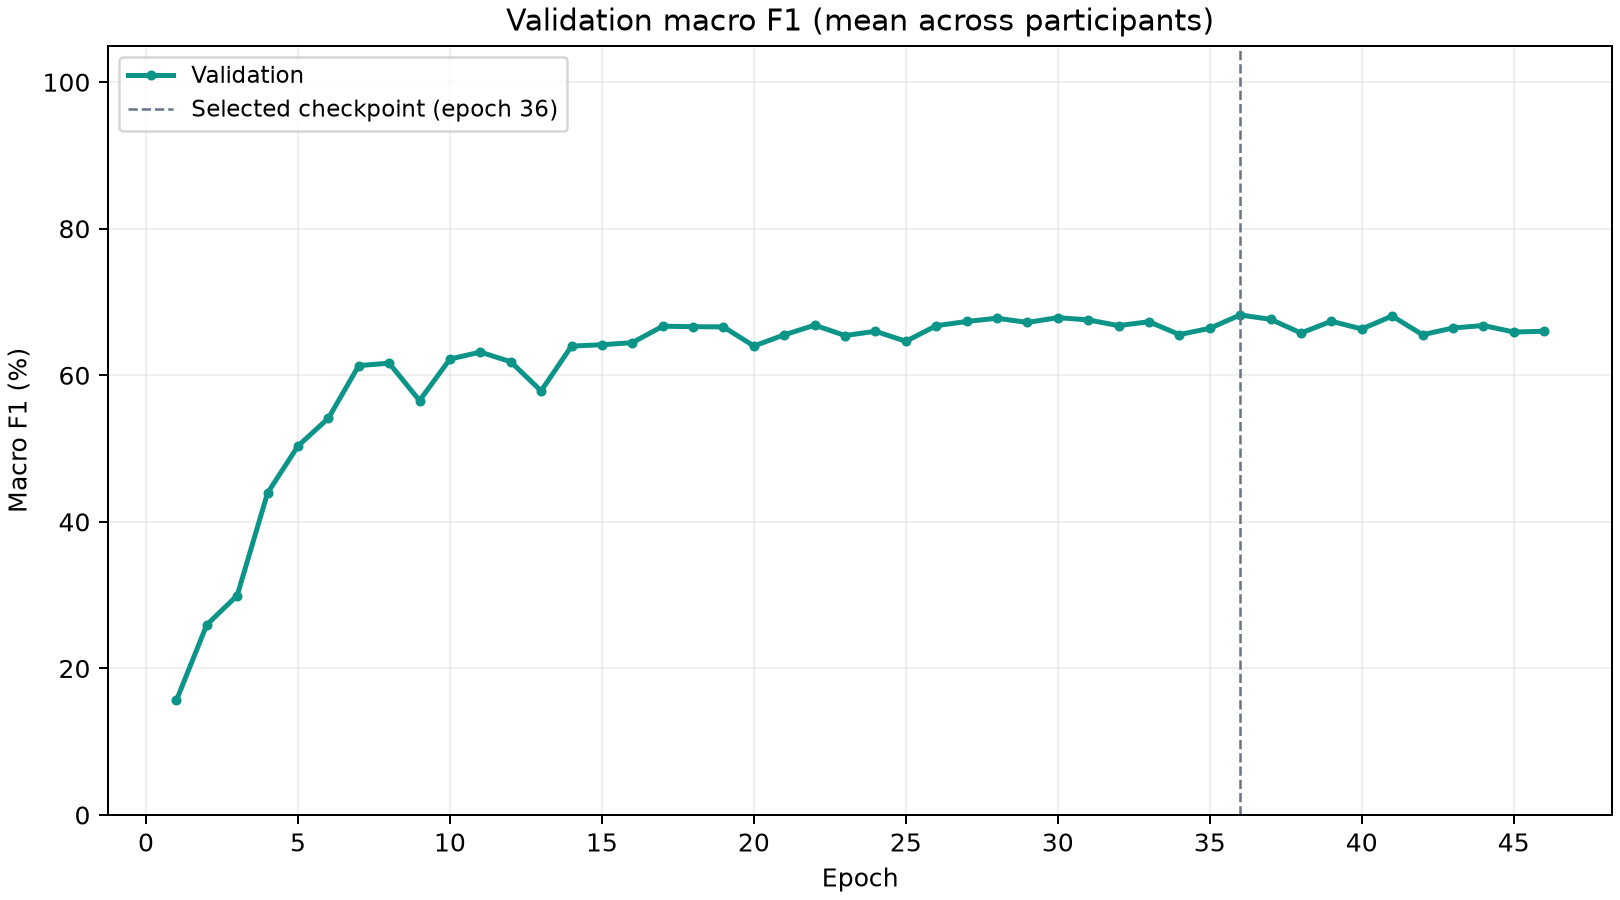 Validation macro F1 (mean across participants)
Validation
Selected checkpoint (epoch 36)
Macro F1 (%)
100
80
60
40
20
0
0 5 10 15 20 25 30 35 40 45
Epoch